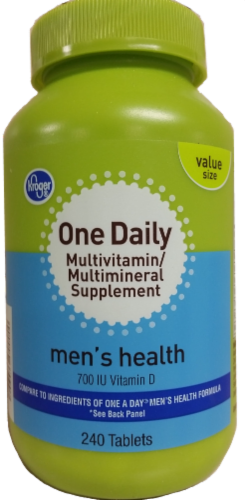 value
size
Kroger
One Daily
Multivitamin/
Multimineral
Supplement
men's health
700 IU Vitamin D
COMPARE TO INGREDIENTS OF ONE A DAY® MEN'S HEALTH FORMULA
*See Back Panel
240 Tablets